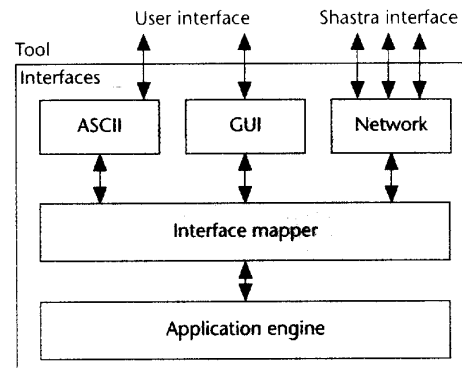 User interface Shastra interface
Tool
Interfaces
ASCII GUI Network
Interface mapper
Application engine